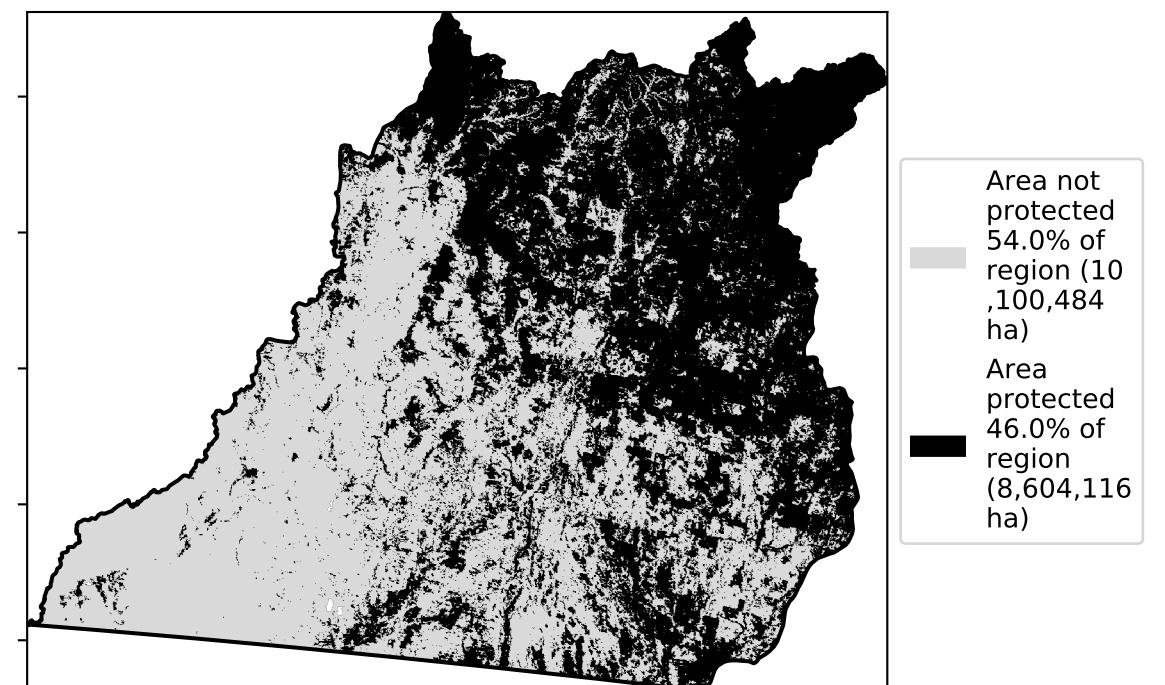 Area not
protected
54.0% of
region (10
,100,484
ha)
Area
protected
46.0% of
region
(8,604,116
ha)